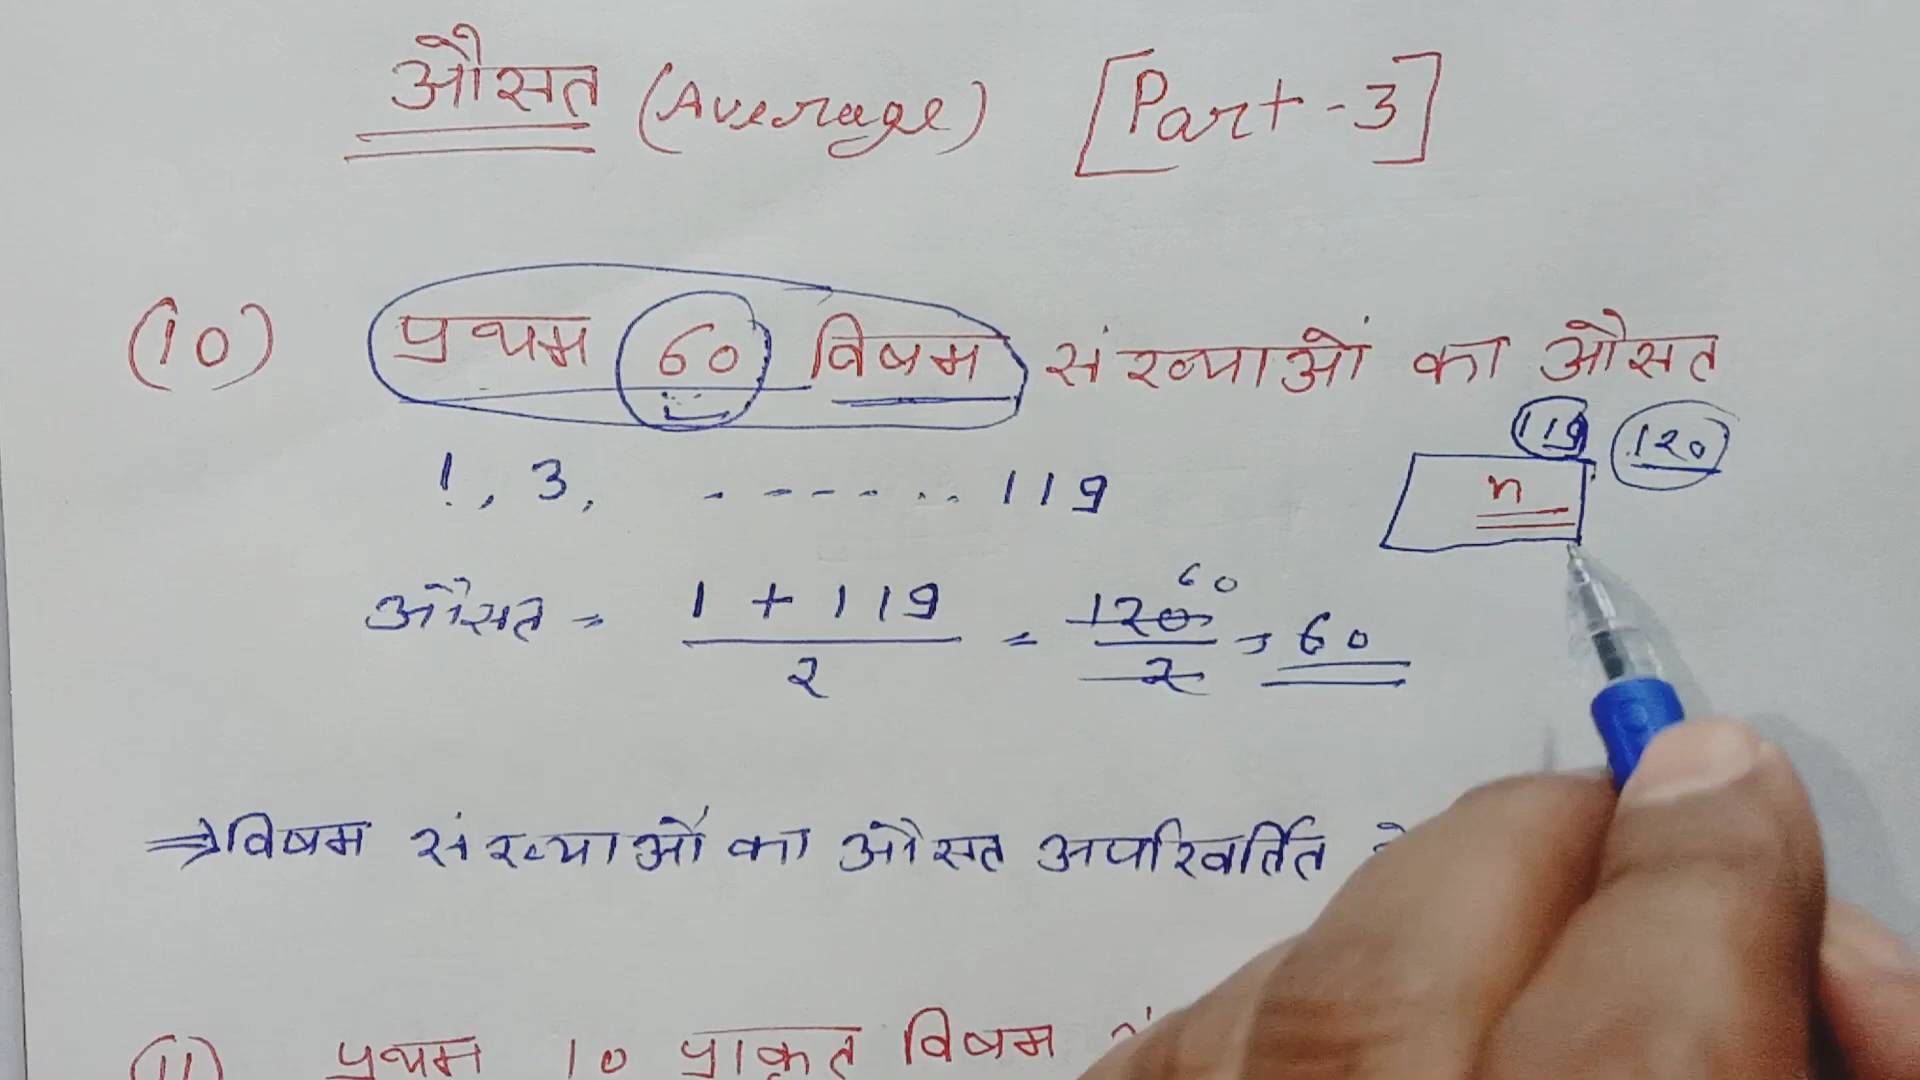 औसत (Average) [Part-3]
(10) प्रथम 60 विषम संख्याओं का औसत
119 120
1, 3, - - - - - - .. 119
n
औसत = 1 + 119 / 2 = 120 / 2 = 60
60
⇒ विषम संख्याओं का औसत अपरिवर्तित
(11) प्रथम 10 प्राकृत विषम